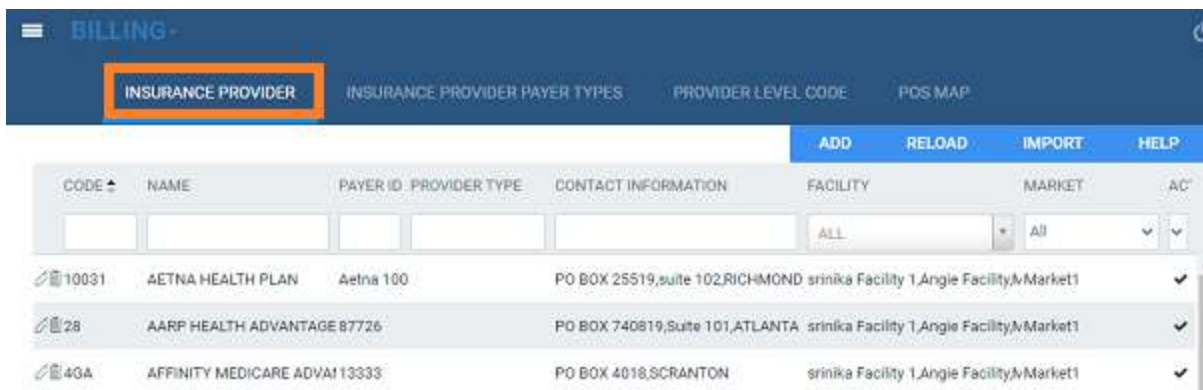 BILLING-
INSURANCE PROVIDER INSURANCE PROVIDER PAYER TYPES PROVIDER LEVEL CODE POS MAP
ADD RELOAD IMPORT HELP
CODE NAME PAYER ID PROVIDER TYPE CONTACT INFORMATION FACILITY MARKET ACT
ALL All
10031 AETNA HEALTH PLAN Aetna 100 PO BOX 25519,suite 102,RICHMOND srinika Facility 1,Angie Facility,M Market1
28 AARP HEALTH ADVANTAGE 87726 PO BOX 740819,Suite 101,ATLANTA srinika Facility 1,Angie Facility,M Market1
4GA AFFINITY MEDICARE ADVA 13333 PO BOX 4018,SCRANTON srinika Facility 1,Angie Facility,M Market1